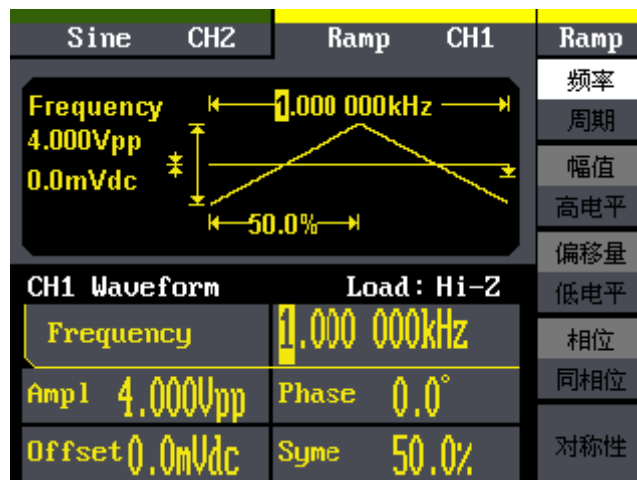 Sine CH2 Ramp CH1 Ramp
Frequency 1.000 000kHz
4.000Vpp
0.0mVdc
50.0%
频率
周期
幅值
高电平
偏移量
低电平
相位
同相位
对称性
CH1 Waveform Load: Hi-Z
Frequency 1.000 000kHz
Ampl 4.000Vpp Phase 0.0°
Offset 0.0mVdc Syme 50.0%